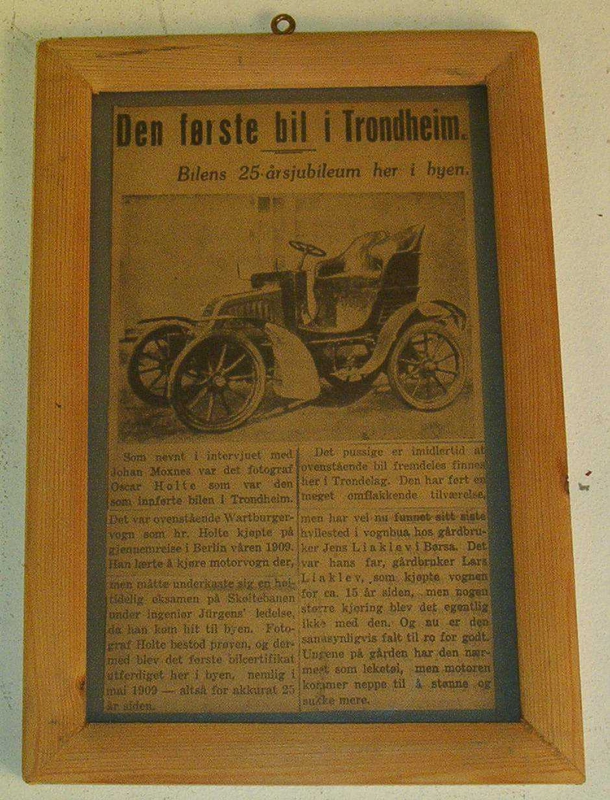 Den første bil i Trondheim.
Bilens 25-årsjubileum her i byen.
Som nevnt i intervjuet med
Johan Moxnes var det fotograf
Oscar Holte som var den
som innførte bilen i Trondheim.
Det var ovenstående Wartburger-
vogn som hr. Holte kjøpte på
gjennemreise i Berlin våren 1909.
Han lærte å kjøre motorvogn der,
men måtte underkaste sig en høi-
tidelig eksamen på Skøitebanen
under ingeniør Jürgens' ledelse,
da han kom hit til byen. Foto-
graf Holte bestod prøven, og der-
med blev det første bilcertifikat
utferdiget her i byen, nemlig i
mai 1909 — altså for akkurat 25
år siden.
Det pussige er imidlertid at
ovenstående bil fremdeles finnes
her i Trøndelag. Den har ført en
meget omflakkende tilværelse,
men har vel nu funnet sitt siste
hvilested i vognbua hos gårdbru-
ker Jens Liaklev i Børsa. Det
var hans far, gårdbruker Lars
Liaklev, som kjøpte vognen
for ca. 15 år siden, men nogen
større kjøring blev det egentlig
ikke med den. Og nu er den
sannsynligvis falt til ro for godt.
Ungene på gården har den nær-
mest som leketøi, men motoren
kommer neppe til å stønne og
sukke mere.